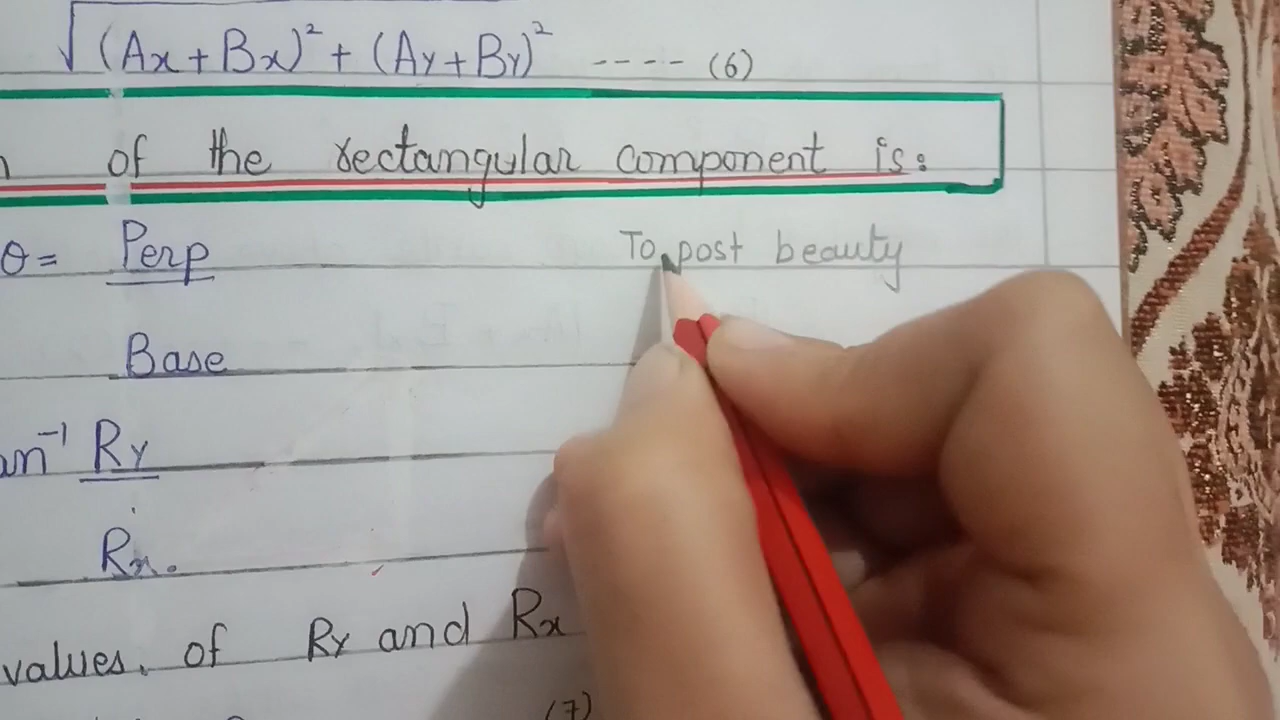 √(Ax+Bx)² + (Ay+By)² ---- (6)
of the rectangular component is:
θ = Perp
To post beauty
Base
an⁻¹ Ry
Rx.
values. of Ry and Rx
(7)